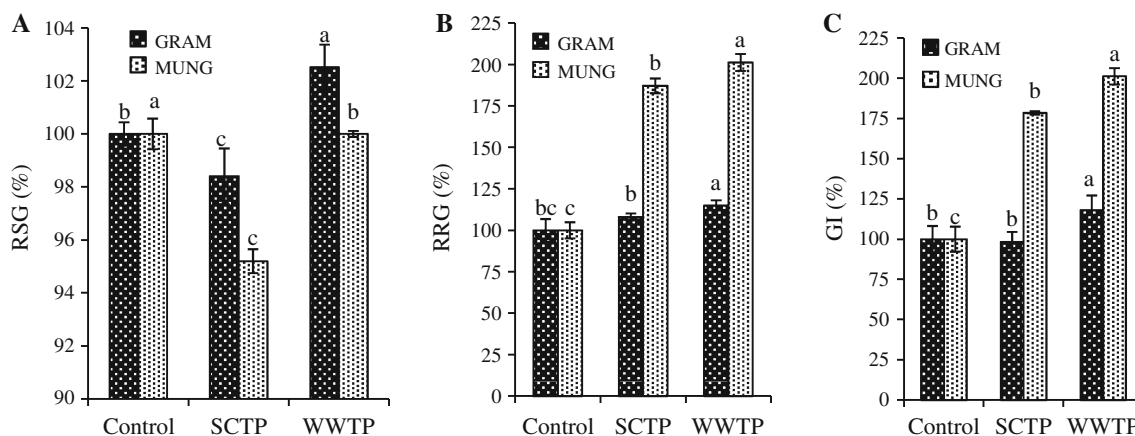 A
RSG (%)
104
102
100
98
96
94
92
90
GRAM
MUNG
b
a
c
c
a
b
Control
SCTP
WWTP
B
RRG (%)
225
200
175
150
125
100
75
50
25
0
GRAM
MUNG
bc
c
b
b
a
a
Control
SCTP
WWTP
C
GI (%)
225
200
175
150
125
100
75
50
25
0
GRAM
MUNG
b
c
b
b
a
a
Control
SCTP
WWTP